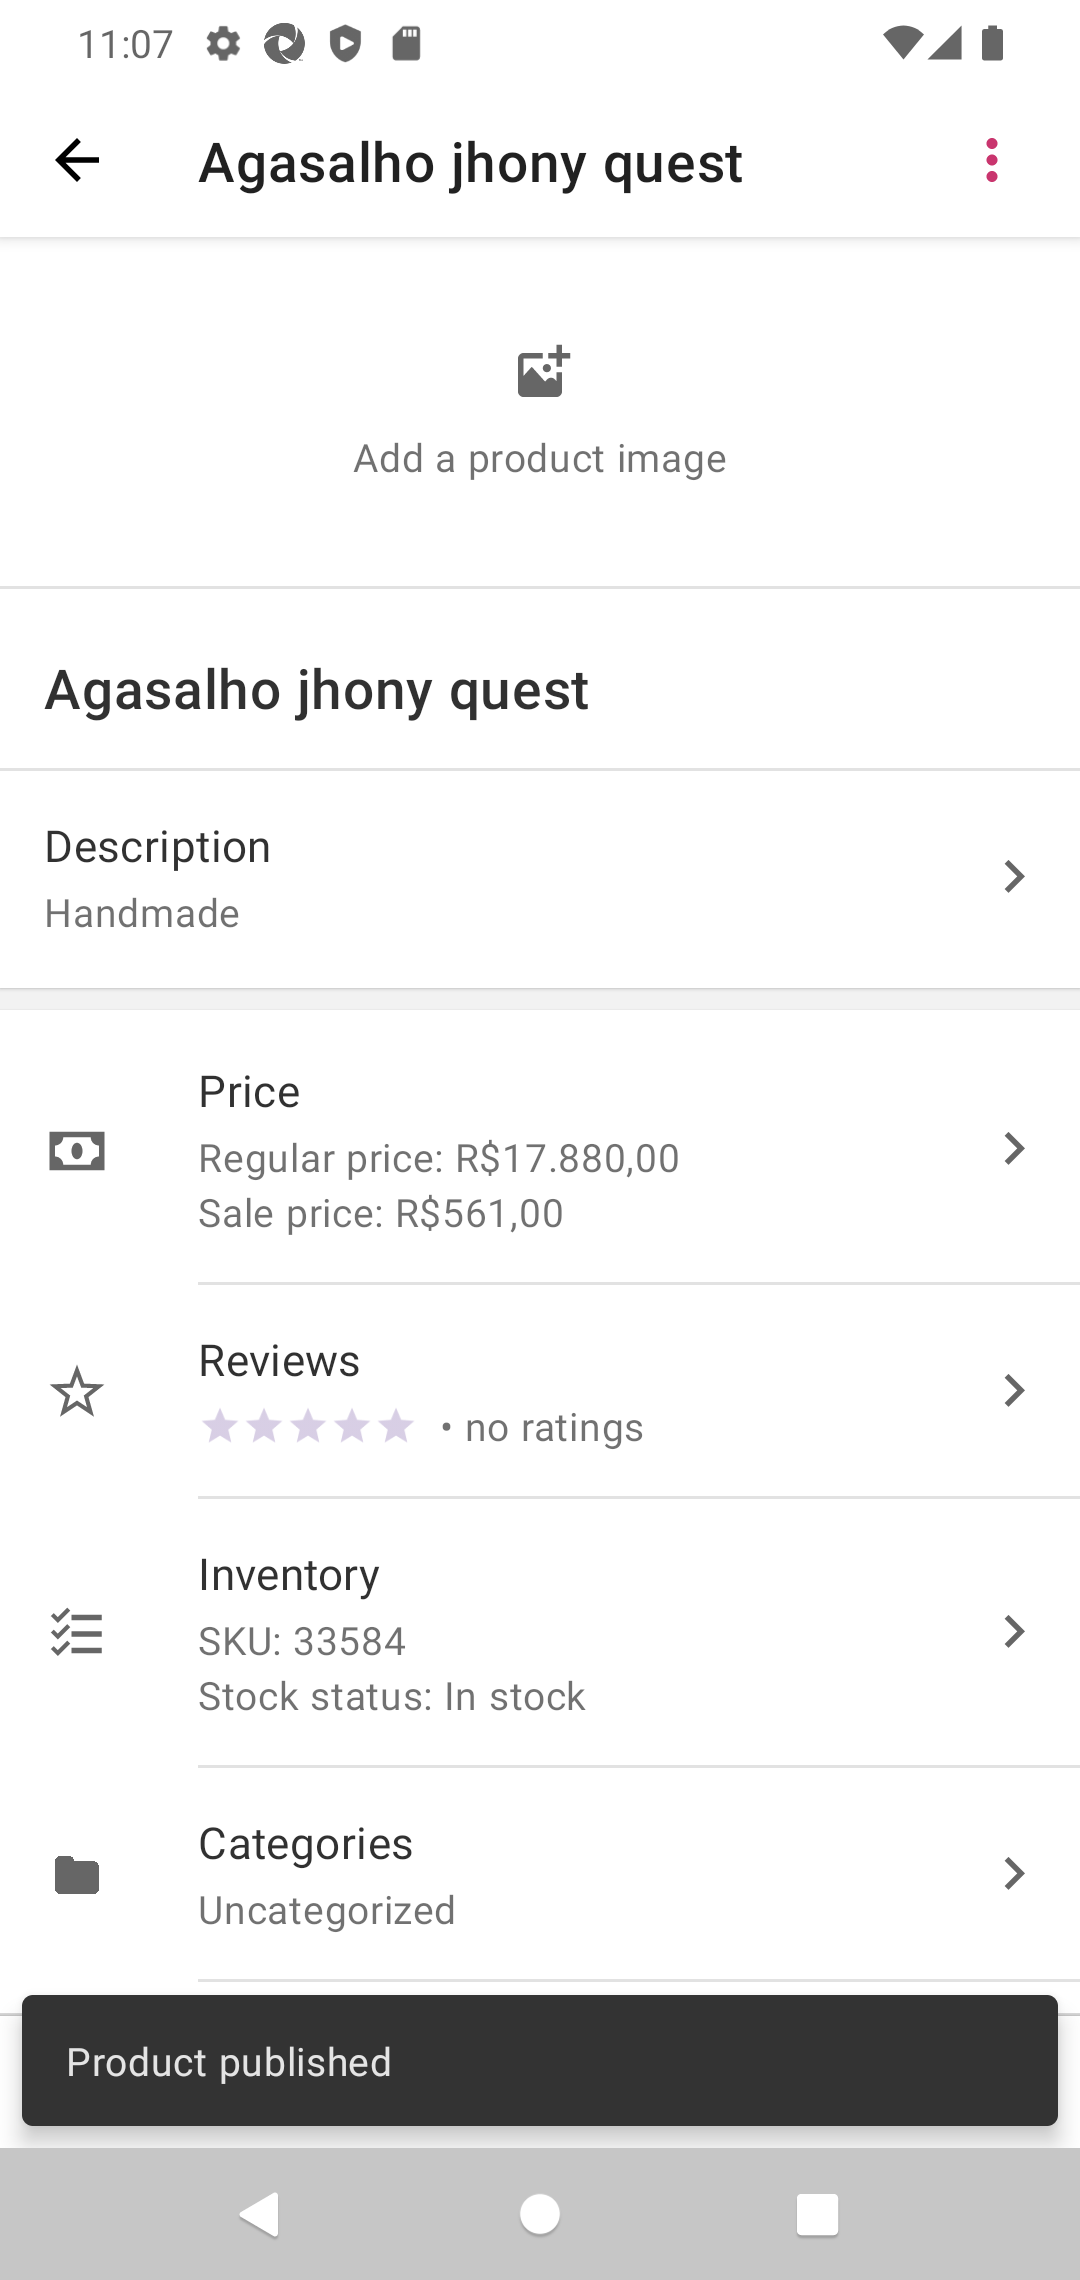 11:07
Agasalho jhony quest
Add a product image
Agasalho jhony quest
Description
Handmade
Price
Regular price: R$17.880,00
Sale price: R$561,00
Reviews
• no ratings
Inventory
SKU: 33584
Stock status: In stock
Categories
Uncategorized
Product published